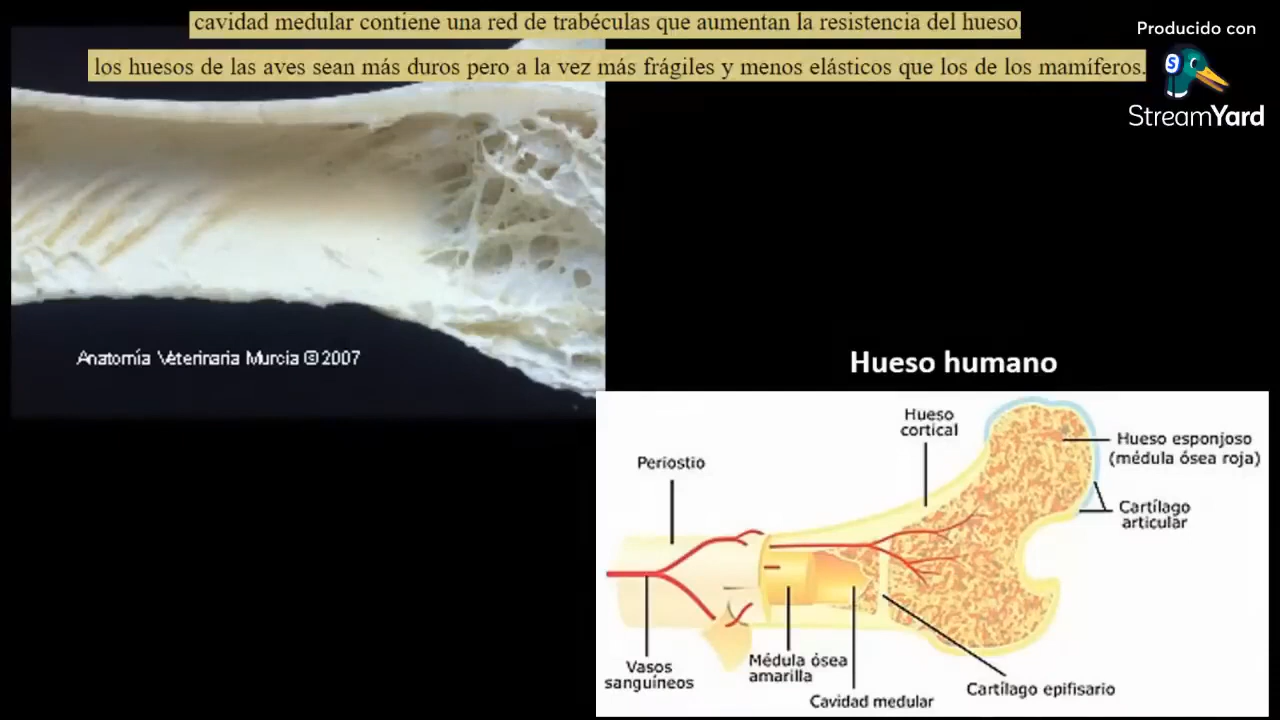 cavidad medular contiene una red de trabéculas que aumentan la resistencia del hueso
los huesos de las aves sean más duros pero a la vez más frágiles y menos elásticos que los de los mamíferos.
Producido con
S
StreamYard
Anatomía Veterinaria Murcia © 2007
Hueso humano
Hueso
cortical
Periostio
Hueso esponjoso
(médula ósea roja)
Cartílago
articular
Vasos
sanguíneos
Médula ósea
amarilla
Cavidad medular
Cartílago epifisario